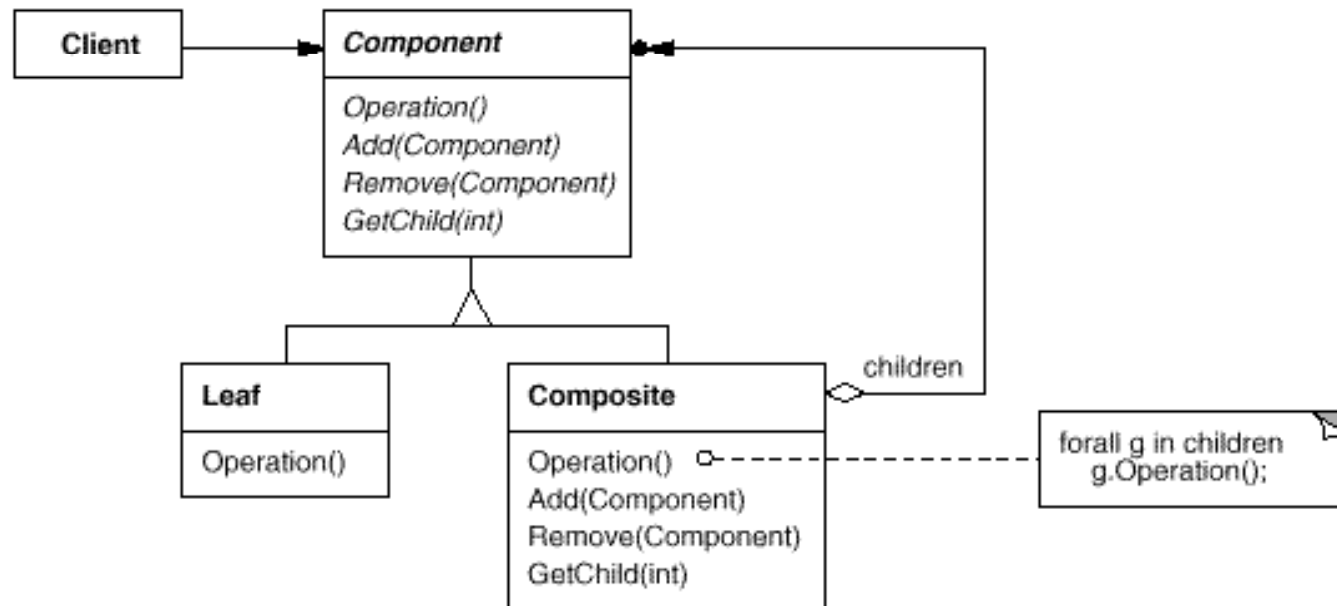 Client
Component
Operation()
Add(Component)
Remove(Component)
GetChild(int)
children
Leaf
Operation()
Composite
Operation()
Add(Component)
Remove(Component)
GetChild(int)
forall g in children
g.Operation();